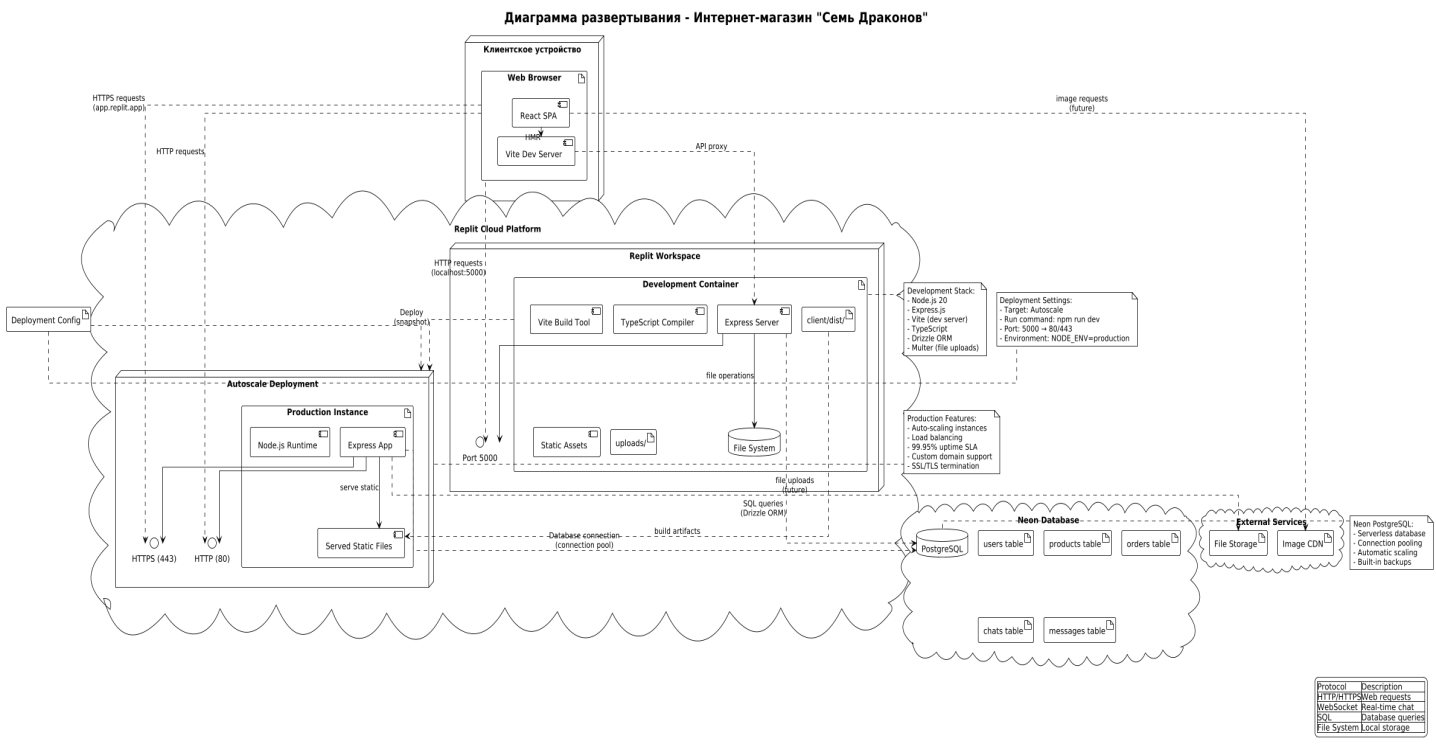 Диаграмма развертывания - Интернет-магазин "Семь Драконов"
Клиентское устройство
Web Browser
React SPA
HMR
Vite Dev Server
HTTPS requests
(app.replit.app)
HTTP requests
API proxy
image requests
(future)
Replit Cloud Platform
HTTP requests
(localhost:5000)
Replit Workspace
Development Container
Vite Build Tool
TypeScript Compiler
Express Server
client/dist/
file operations
Static Assets
uploads/
File System
Port 5000
Development Stack:
- Node.js 20
- Express.js
- Vite (dev server)
- TypeScript
- Drizzle ORM
- Multer (file uploads)
Deployment Settings:
- Target: Autoscale
- Run command: npm run dev
- Port: 5000 → 80/443
- Environment: NODE_ENV=production
Deployment Config
Deploy
(snapshot)
Autoscale Deployment
Production Instance
Node.js Runtime
Express App
serve static
Served Static Files
HTTPS (443)
HTTP (80)
Production Features:
- Auto-scaling instances
- Load balancing
- 99.95% uptime SLA
- Custom domain support
- SSL/TLS termination
file uploads
(future)
SQL queries
(Drizzle ORM)
Database connection
(connection pool)
build artifacts
Neon Database
PostgreSQL
users table
products table
orders table
chats table
messages table
External Services
File Storage
Image CDN
Neon PostgreSQL:
- Serverless database
- Connection pooling
- Automatic scaling
- Built-in backups
Protocol Description
HTTP/HTTPS Web requests
WebSocket Real-time chat
SQL Database queries
File System Local storage